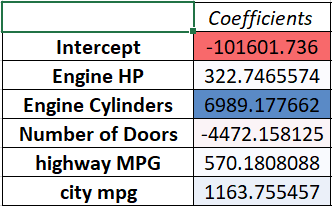 Coefficients
Intercept -101601.736
Engine HP 322.7465574
Engine Cylinders 6989.177662
Number of Doors -4472.158125
highway MPG 570.1808088
city mpg 1163.755457